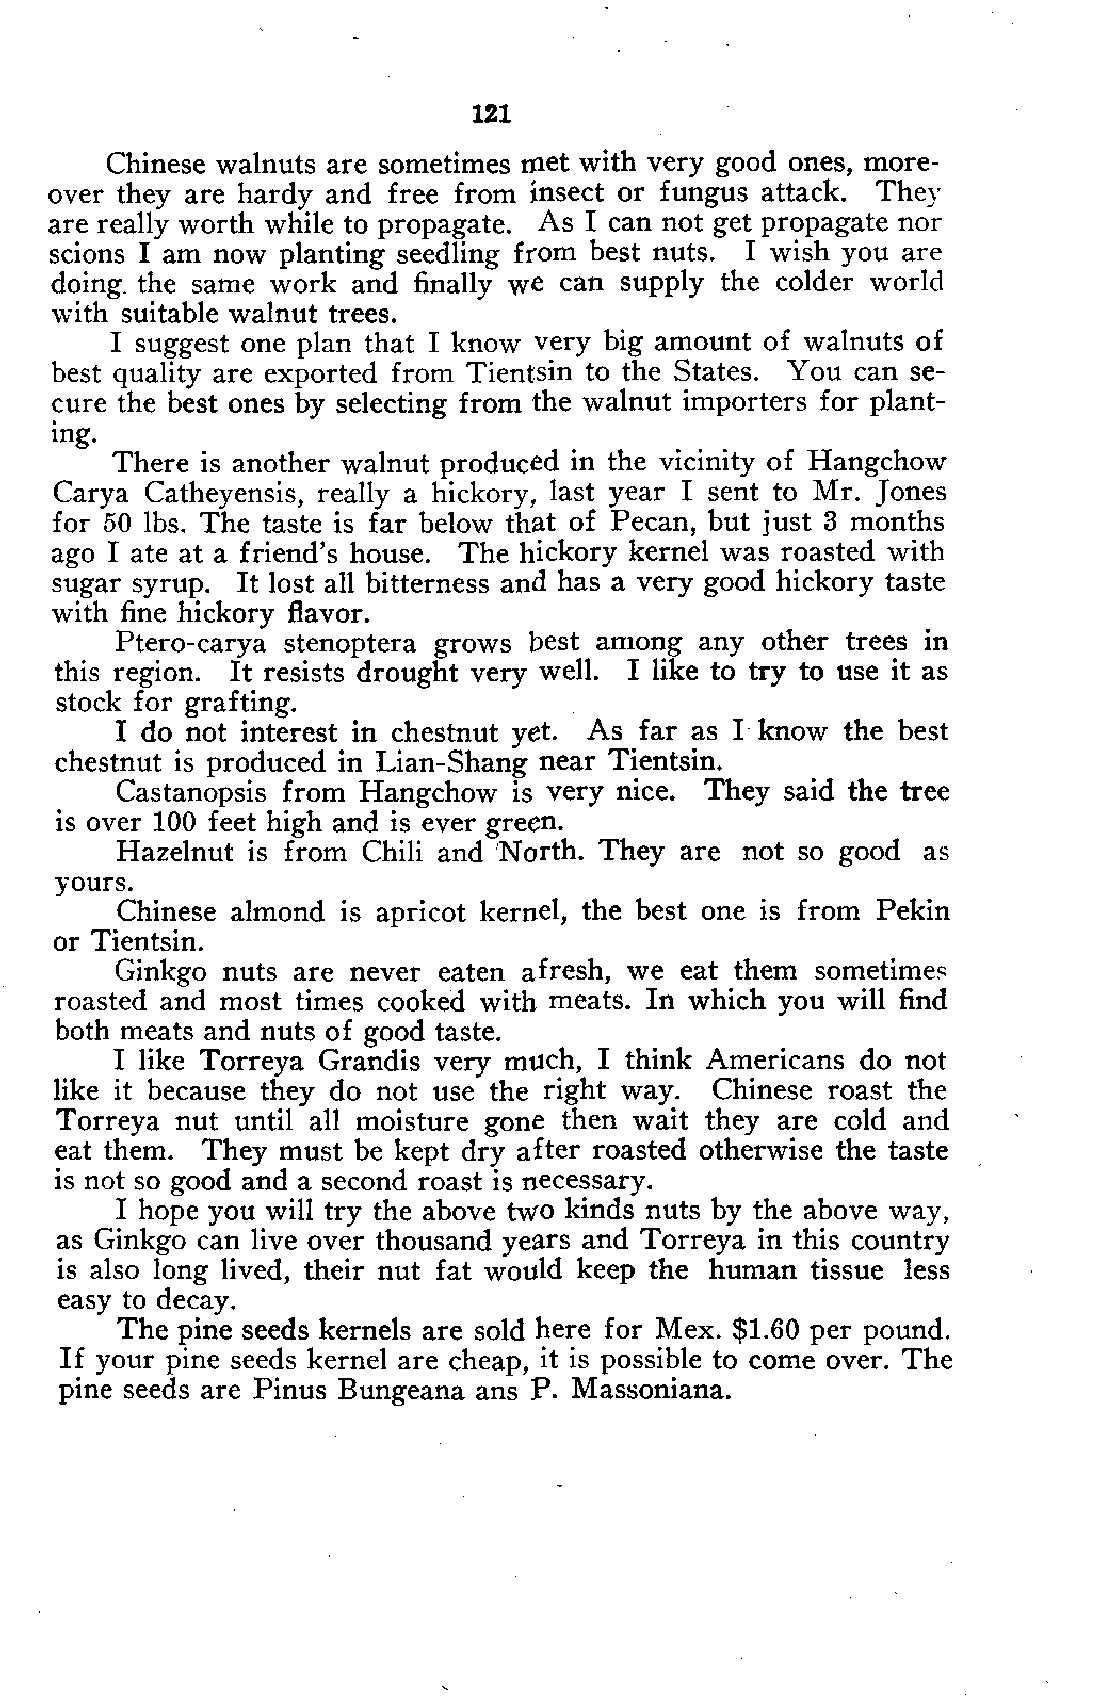 121
Chinese walnuts are sometimes met with very good ones, more-
over they are hardy and free from insect or fungus attack. They
are really worth while to propagate. As I can not get propagate nor
scions I am now planting seedling from best nuts. I wish you are
doing. the same work and finally we can supply the colder world
with suitable walnut trees.
I suggest one plan that I know very big amount of walnuts of
best quality are exported from Tientsin to the States. You can se-
cure the best ones by selecting from the walnut importers for plant-
ing.
There is another walnut produced in the vicinity of Hangchow
Carya Catheyensis, really a hickory, last year I sent to Mr. Jones
for 50 lbs. The taste is far below that of Pecan, but just 3 months
ago I ate at a friend's house. The hickory kernel was roasted with
sugar syrup. It lost all bitterness and has a very good hickory taste
with fine hickory flavor.
Ptero-carya stenoptera grows best among any other trees in
this region. It resists drought very well. I like to try to use it as
stock for grafting.
I do not interest in chestnut yet. As far as I know the best
chestnut is produced in Lian-Shang near Tientsin.
Castanopsis from Hangchow is very nice. They said the tree
is over 100 feet high and is ever green.
Hazelnut is from Chili and North. They are not so good as
yours.
Chinese almond is apricot kernel, the best one is from Pekin
or Tientsin.
Ginkgo nuts are never eaten afresh, we eat them sometimes
roasted and most times cooked with meats. In which you will find
both meats and nuts of good taste.
I like Torreya Grandis very much, I think Americans do not
like it because they do not use the right way. Chinese roast the
Torreya nut until all moisture gone then wait they are cold and
eat them. They must be kept dry after roasted otherwise the taste
is not so good and a second roast is necessary.
I hope you will try the above two kinds nuts by the above way,
as Ginkgo can live over thousand years and Torreya in this country
is also long lived, their nut fat would keep the human tissue less
easy to decay.
The pine seeds kernels are sold here for Mex. $1.60 per pound.
If your pine seeds kernel are cheap, it is possible to come over. The
pine seeds are Pinus Bungeana ans P. Massoniana.